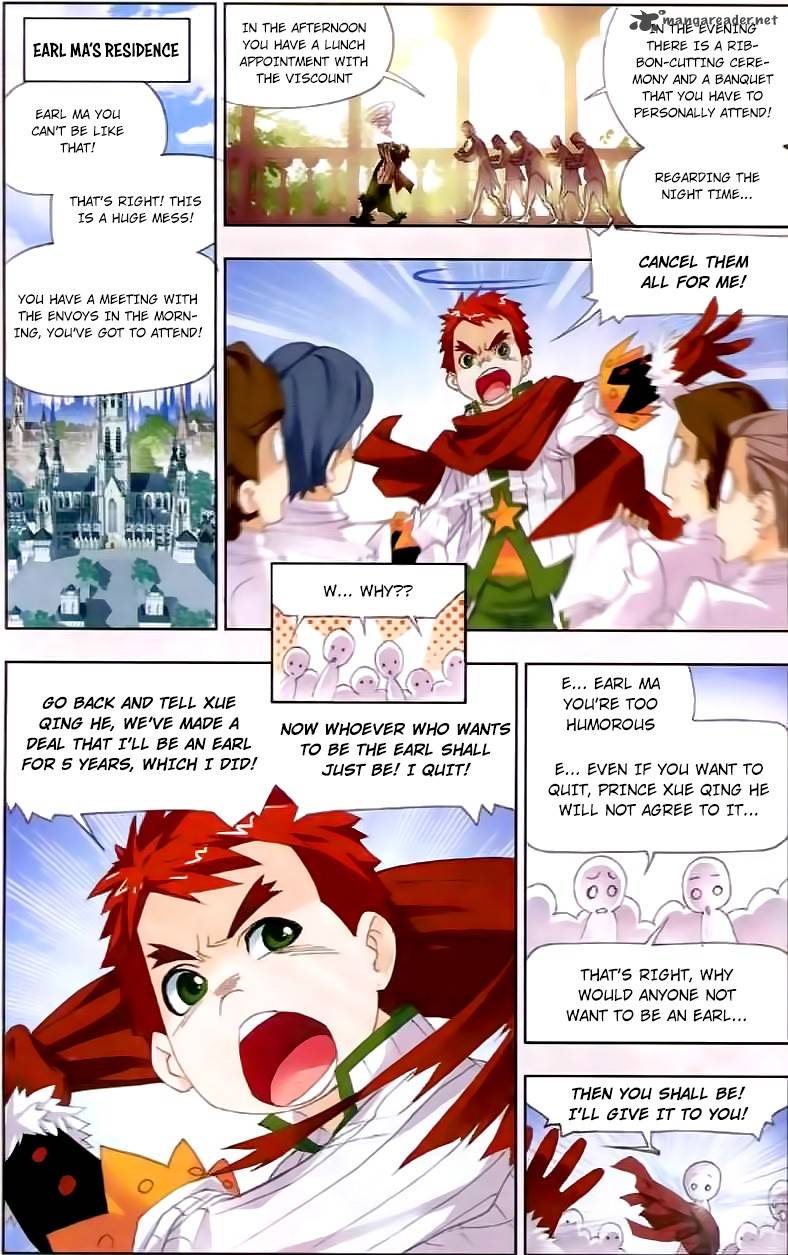 mangareader.net
EARL MA'S RESIDENCE
EARL MA YOU
CAN'T BE LIKE
THAT!
THAT'S RIGHT! THIS
IS A HUGE MESS!
YOU HAVE A MEETING WITH
THE ENVOYS IN THE MORN-
ING, YOU'VE GOT TO ATTEND!
IN THE AFTERNOON
YOU HAVE A LUNCH
APPOINTMENT WITH
THE VISCOUNT
IN THE EVENING
THERE IS A RIB-
BON-CUTTING CERE-
MONY AND A BANQUET
THAT YOU HAVE TO
PERSONALLY ATTEND!
REGARDING THE
NIGHT TIME...
CANCEL THEM
ALL FOR ME!
W... WHY??
GO BACK AND TELL XUE
QING HE, WE'VE MADE A
DEAL THAT I'LL BE AN EARL
FOR 5 YEARS, WHICH I DID!
NOW WHOEVER WHO WANTS
TO BE THE EARL SHALL
JUST BE! I QUIT!
E... EARL MA
YOU'RE TOO
HUMOROUS
E... EVEN IF YOU WANT TO
QUIT, PRINCE XUE QING HE
WILL NOT AGREE TO IT...
THAT'S RIGHT, WHY
WOULD ANYONE NOT
WANT TO BE AN EARL...
THEN YOU SHALL BE!
I'LL GIVE IT TO YOU!